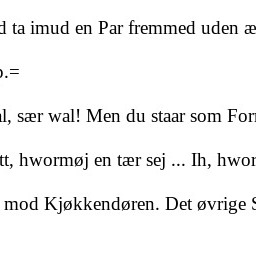 d ta imud en Par fremmed uden æ
o.=
al, sær wal! Men du staar som For
tt, hwormøj en tær sej ... Ih, hwor
mod Kjøkkendøren. Det øvrige S